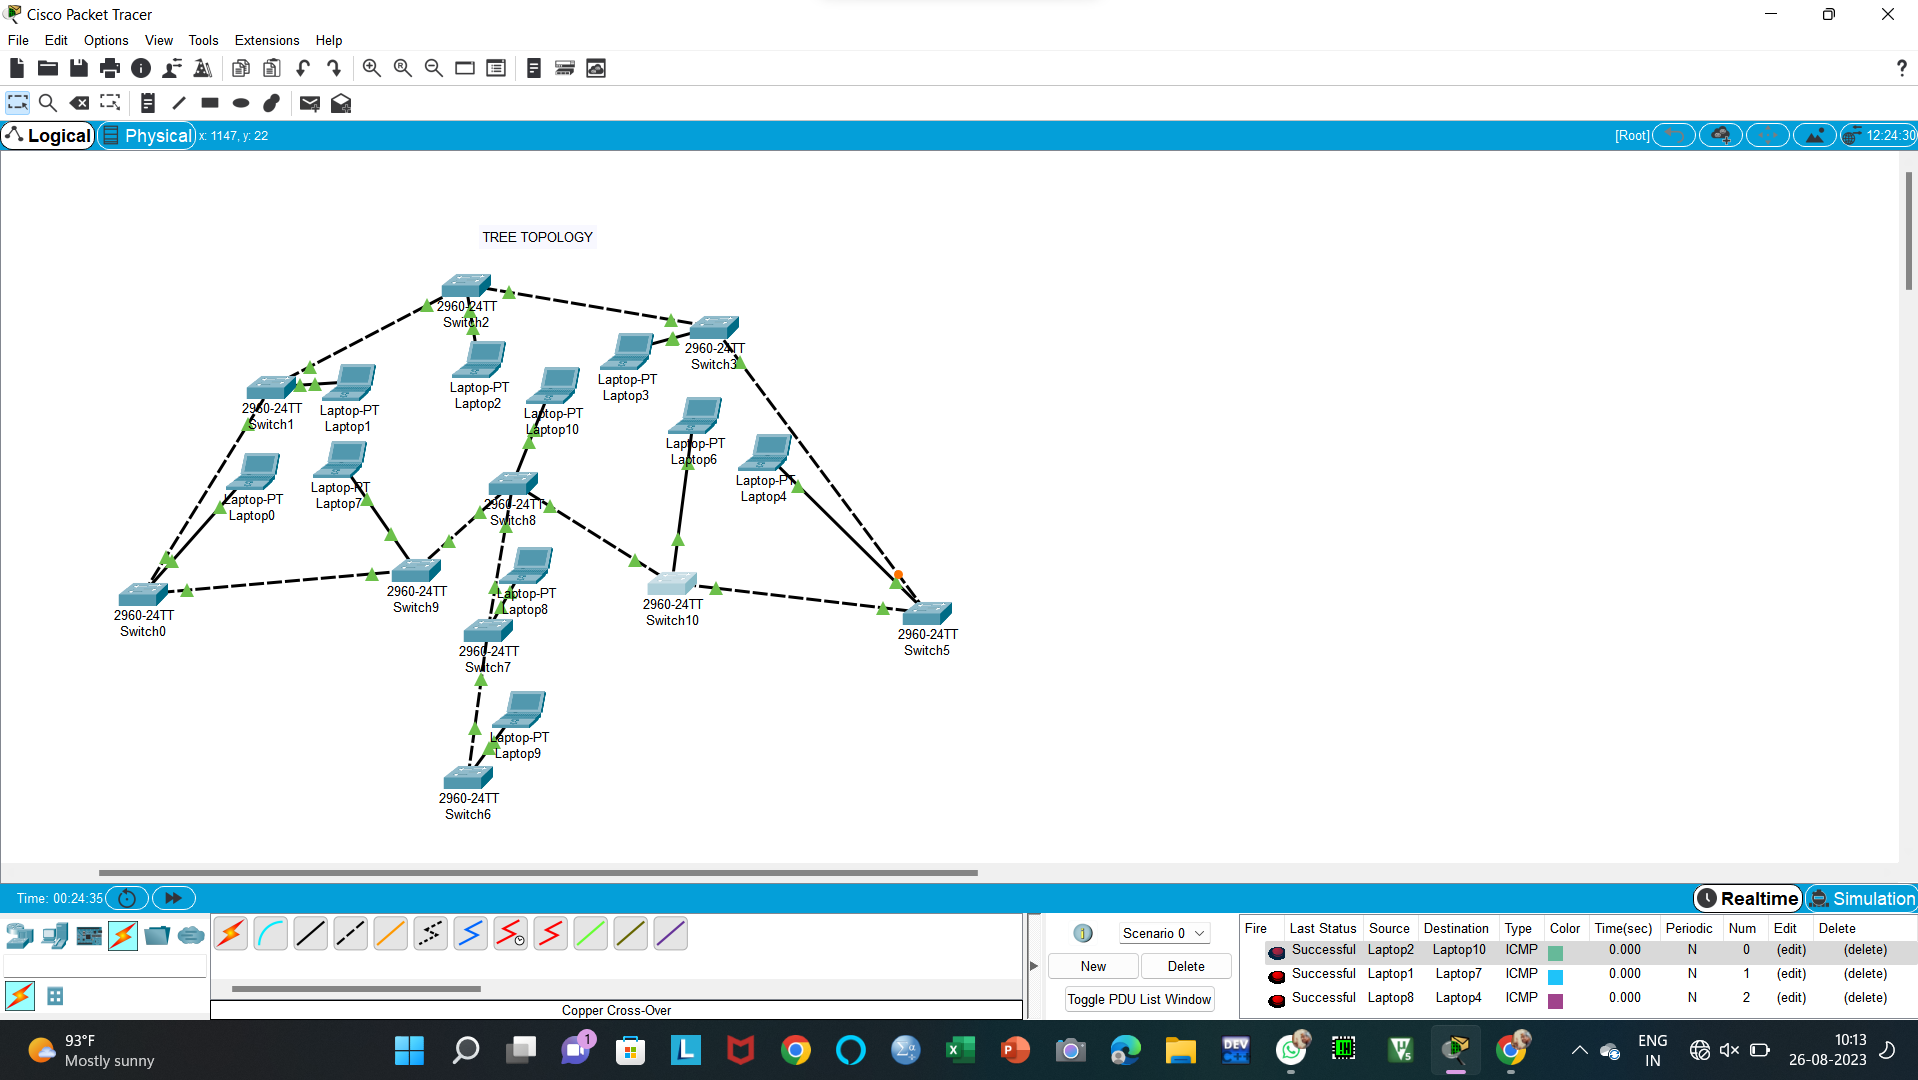 Cisco Packet Tracer
File Edit Options View Tools Extensions Help
Logical Physical x: 1147, y: 22 [Root] 12:24:30
TREE TOPOLOGY
2960-24TT
Switch2
2960-24TT
Switch3
Laptop-PT
Laptop3
Laptop-PT
Laptop2
2960-24TT
Switch1
Laptop-PT
Laptop1
Laptop-PT
Laptop10
Laptop-PT
Laptop6
Laptop-PT
Laptop4
Laptop-PT
Laptop0
Laptop-PT
Laptop7
2960-24TT
Switch8
2960-24TT
Switch9
Laptop-PT
Laptop8
2960-24TT
Switch10
2960-24TT
Switch0
2960-24TT
Switch5
2960-24TT
Switch7
Laptop-PT
Laptop9
2960-24TT
Switch6
Time: 00:24:35 Realtime Simulation
Scenario 0
New Delete
Toggle PDU List Window
Fire Last Status Source Destination Type Color Time(sec) Periodic Num Edit Delete
Successful Laptop2 Laptop10 ICMP 0.000 N 0 (edit) (delete)
Successful Laptop1 Laptop7 ICMP 0.000 N 1 (edit) (delete)
Successful Laptop8 Laptop4 ICMP 0.000 N 2 (edit) (delete)
Copper Cross-Over
93°F
Mostly sunny
1
L
DEV
C++
ENG
IN
10:13
26-08-2023